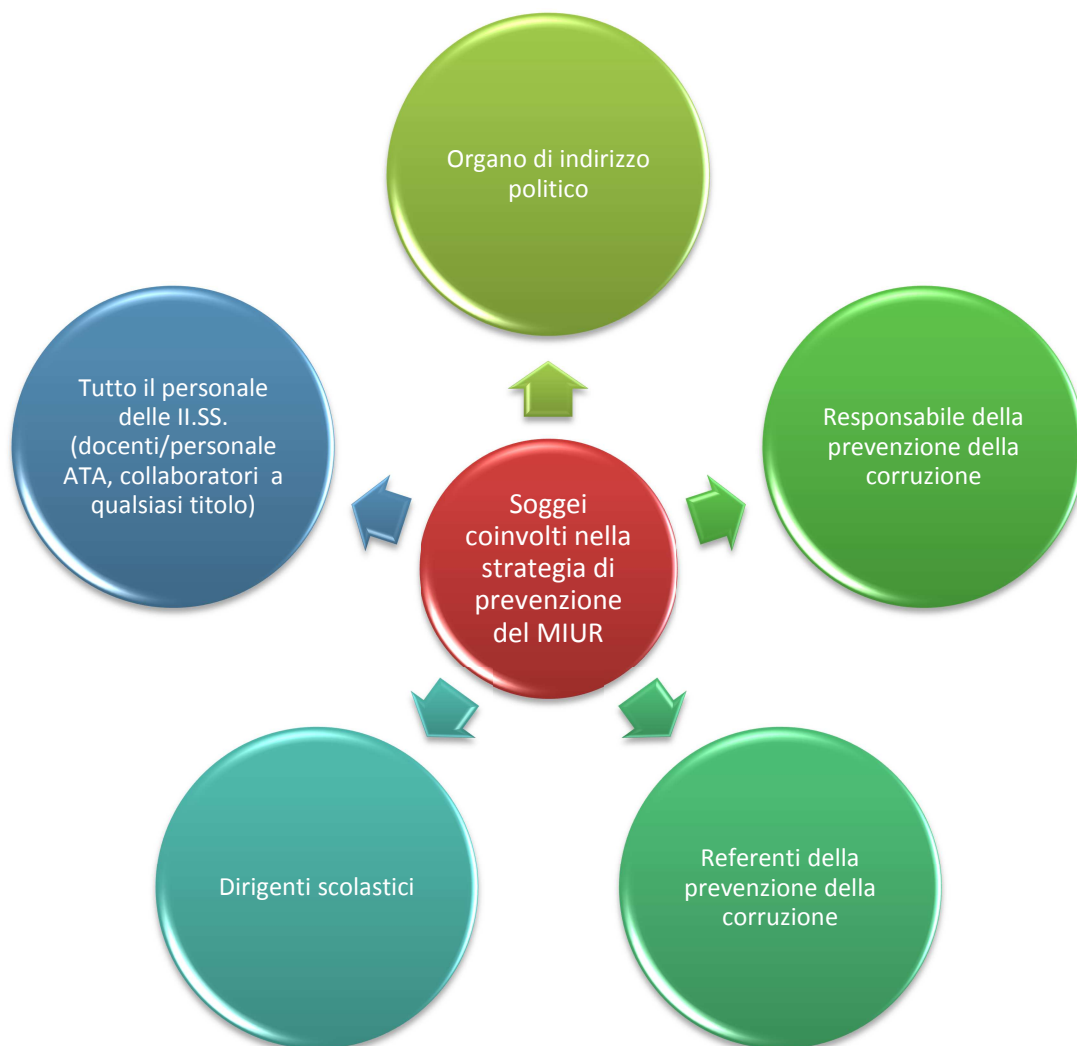 Organo di indirizzo
politico
Tutto il personale
delle II.SS.
(docenti/personale
ATA, collaboratori a
qualsiasi titolo)
Responsabile della
prevenzione della
corruzione
Soggei
coinvolti nella
strategia di
prevenzione
del MIUR
Dirigenti scolastici
Referenti della
prevenzione della
corruzione